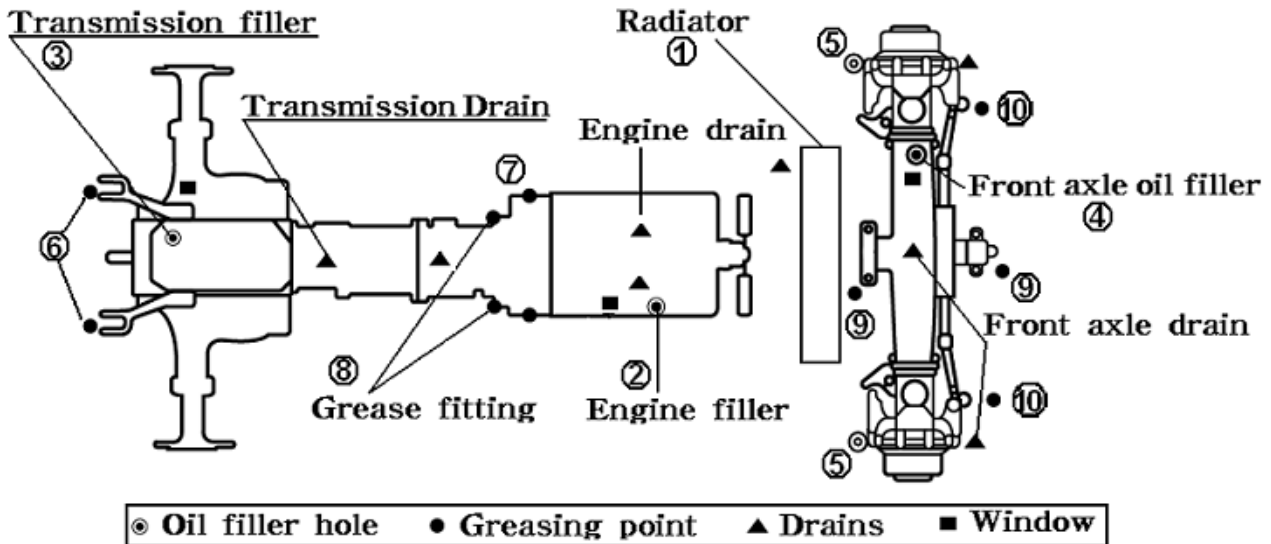 Transmission filler
③
Radiator
①
⑤
⑩
Transmission Drain
Engine drain
⑦
Front axle oil filler
④
⑥
⑨
⑨
Front axle drain
⑧
②
Grease fitting
Engine filler
⑩
⑤
Oil filler hole
Greasing point
Drains
Window